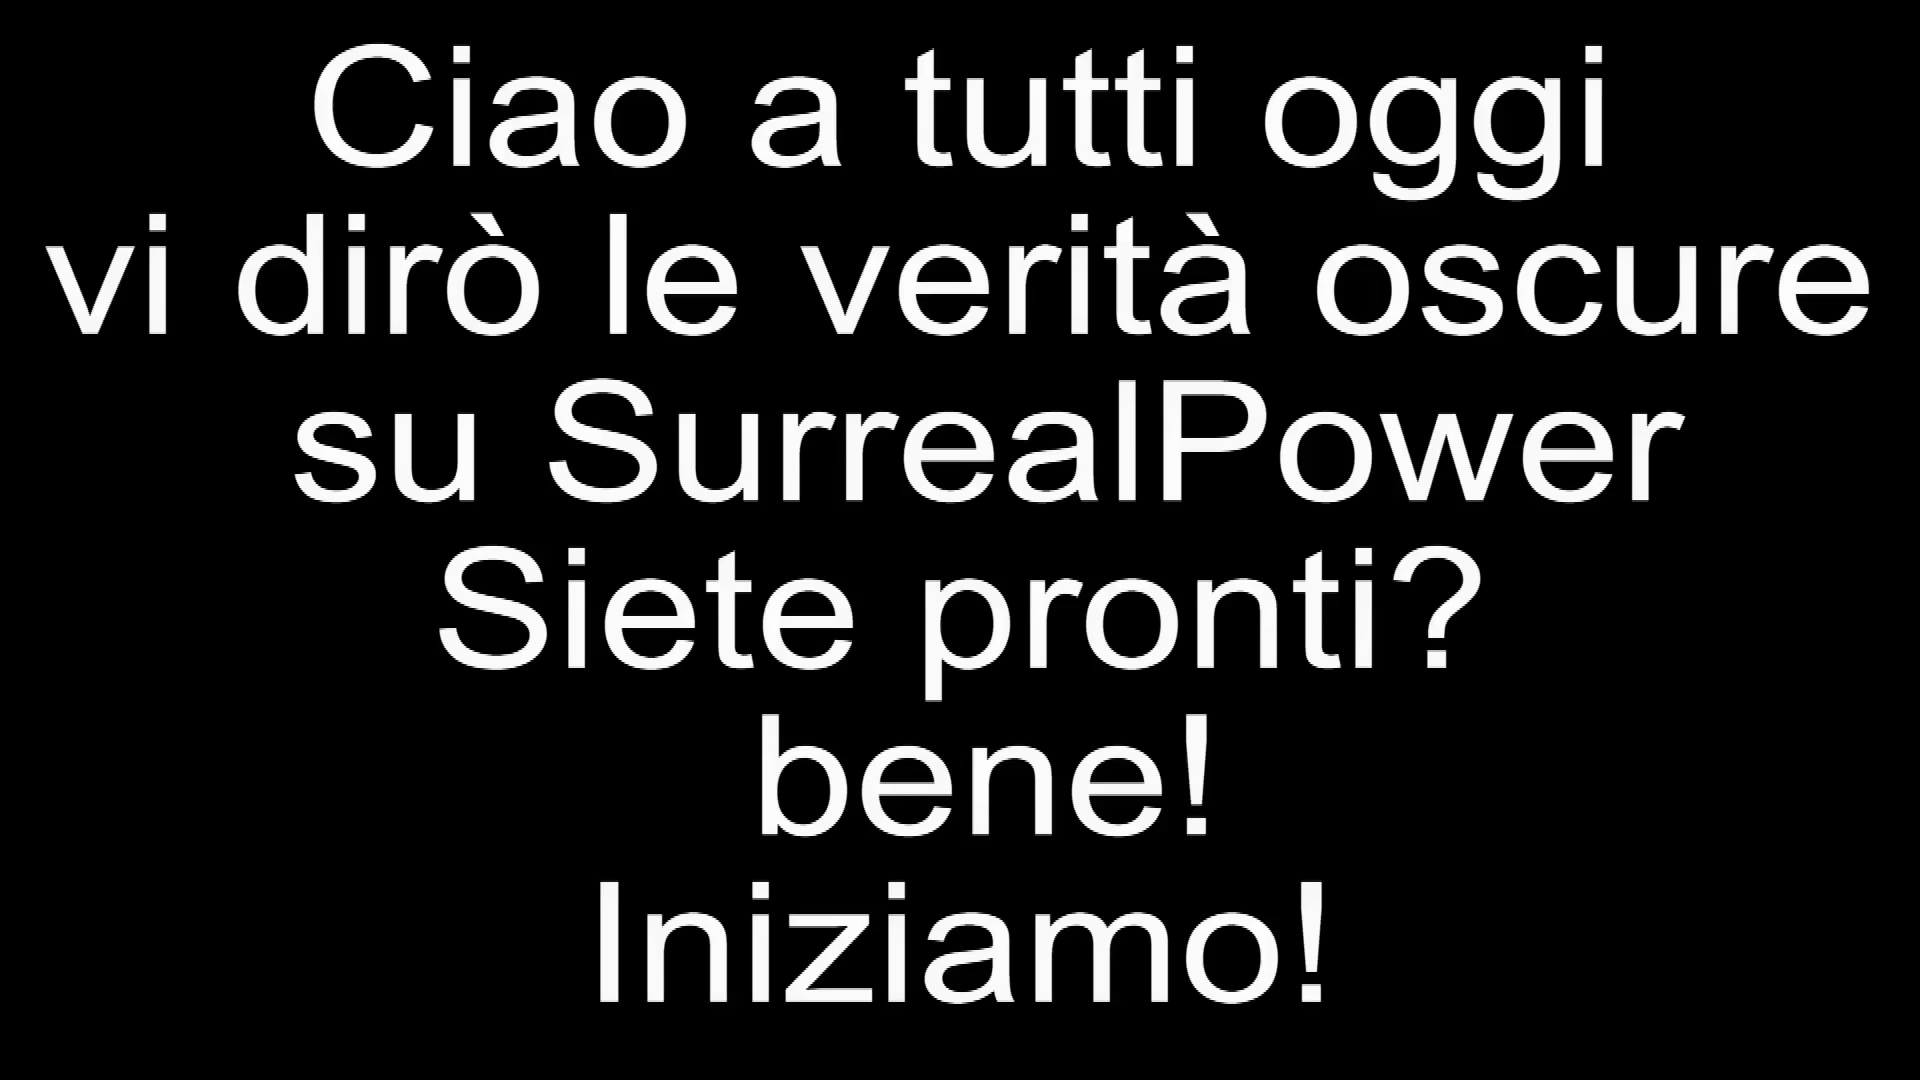 Ciao a tutti oggi
vi dirò le verità oscure
su SurrealPower
Siete pronti?
bene!
Iniziamo!